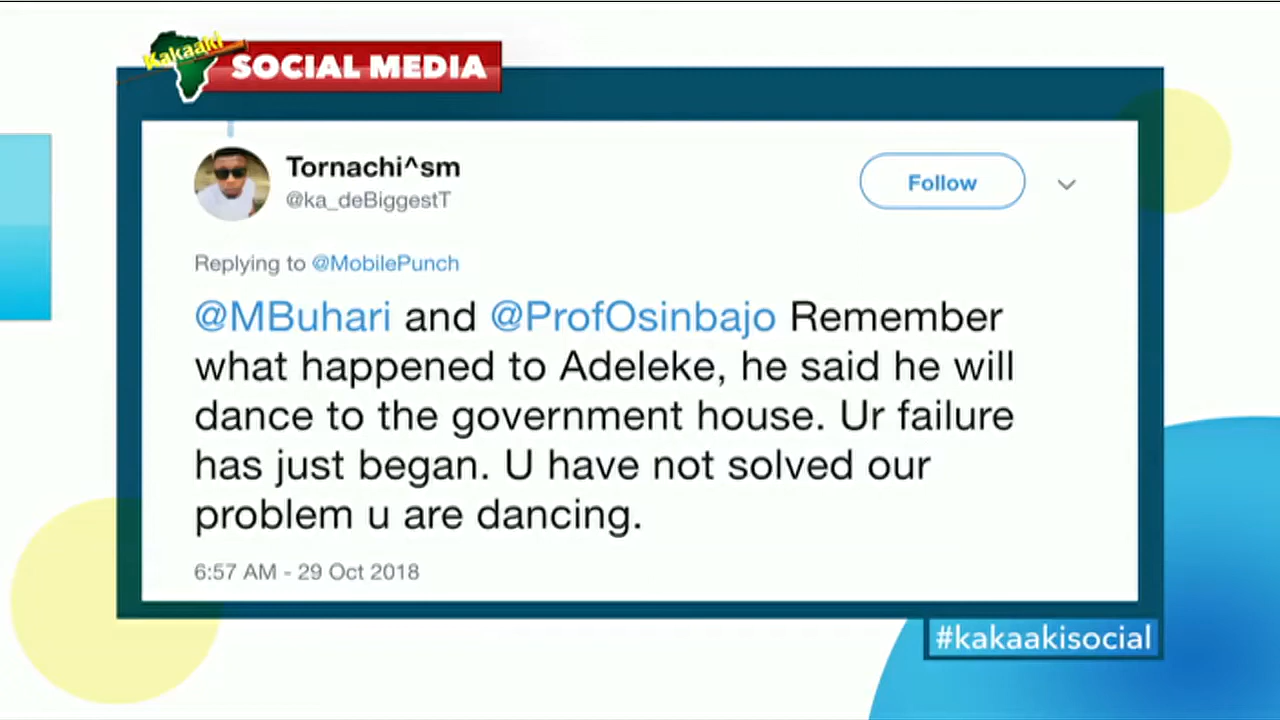 Kakaaki
SOCIAL MEDIA
Tornachi^sm
@ka_deBiggestT
Follow
Replying to @MobilePunch
@MBuhari and @ProfOsinbajo Remember
what happened to Adeleke, he said he will
dance to the government house. Ur failure
has just began. U have not solved our
problem u are dancing.
6:57 AM - 29 Oct 2018
#kakaakisocial